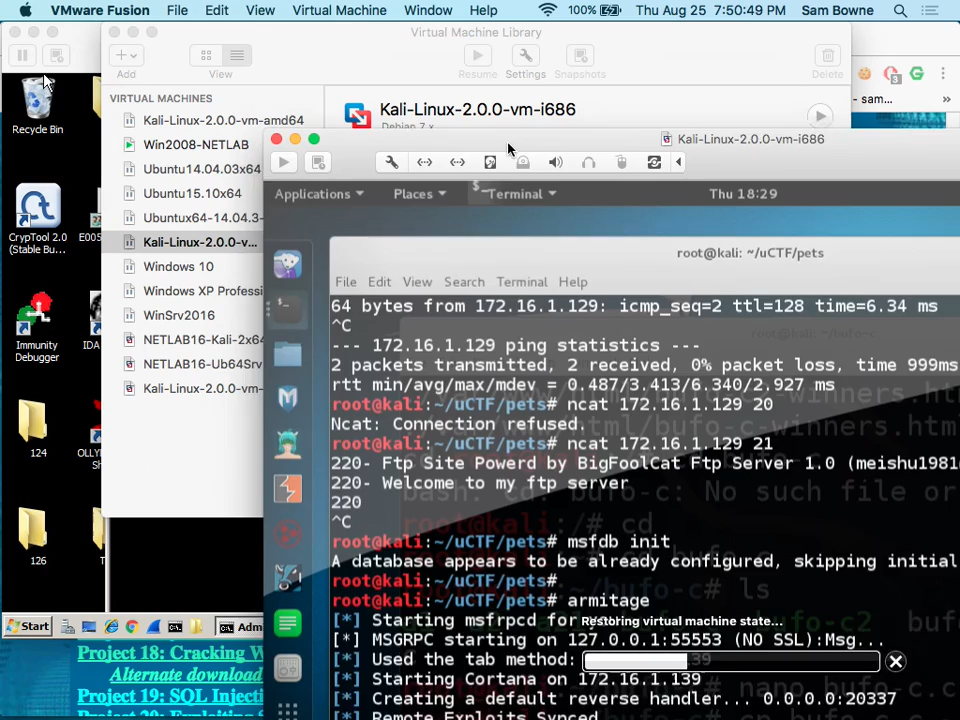 VMware Fusion File Edit View Virtual Machine Window Help 100% Thu Aug 25 7:50:49 PM Sam Bowne
Virtual Machine Library
Add View Resume Settings Snapshots Delete
3
sam...
VIRTUAL MACHINES
Kali-Linux-2.0.0-vm-amd64
Win2008-NETLAB
Ubuntu14.04.03x64
Ubuntu15.10x64
Ubuntu64-14.04.3-
Kali-Linux-2.0.0-v...
Windows 10
Windows XP Professi
WinSrv2016
NETLAB16-Kali-2x64
NETLAB16-Ub64Srv
Kali-Linux-2.0.0-vm-
Kali-Linux-2.0.0-vm-i686
Debian 7.x
Recycle Bin
CrypTool 2.0
(Stable Bu...
E005
Immunity
Debugger
IDA
124
OLLY
Sh
126
Start
Adm
Project 18: Cracking W
Alternate download
Project 19: SQL Injecti
Kali-Linux-2.0.0-vm-i686
Applications Places Terminal Thu 18:29
root@kali: ~/uCTF/pets
File Edit View Search Terminal Help
64 bytes from 172.16.1.129: icmp_seq=2 ttl=128 time=6.34 ms
^C
--- 172.16.1.129 ping statistics ---
2 packets transmitted, 2 received, 0% packet loss, time 999ms
rtt min/avg/max/mdev = 0.487/3.413/6.340/2.927 ms
root@kali:~/uCTF/pets# ncat 172.16.1.129 20
Ncat: Connection refused.
root@kali:~/uCTF/pets# ncat 172.16.1.129 21
220- Ftp Site Powerd by BigFoolCat Ftp Server 1.0 (meishu1981
220- Welcome to my ftp server
220
^C
root@kali:~/uCTF/pets# msfdb init
A database appears to be already configured, skipping initial
root@kali:~/uCTF/pets#
root@kali:~/uCTF/pets# armitage
[*] Starting msfrpcd for
Restoring virtual machine state...
[*] MSGRPC starting on 127.0.0.1:55553 (NO SSL):Msg...
[*] Used the tab method: 39
[*] Starting Cortana on 172.16.1.139
[*] Creating a default reverse handler... 0.0.0.0:20337
[*] Remote Exploits Synced